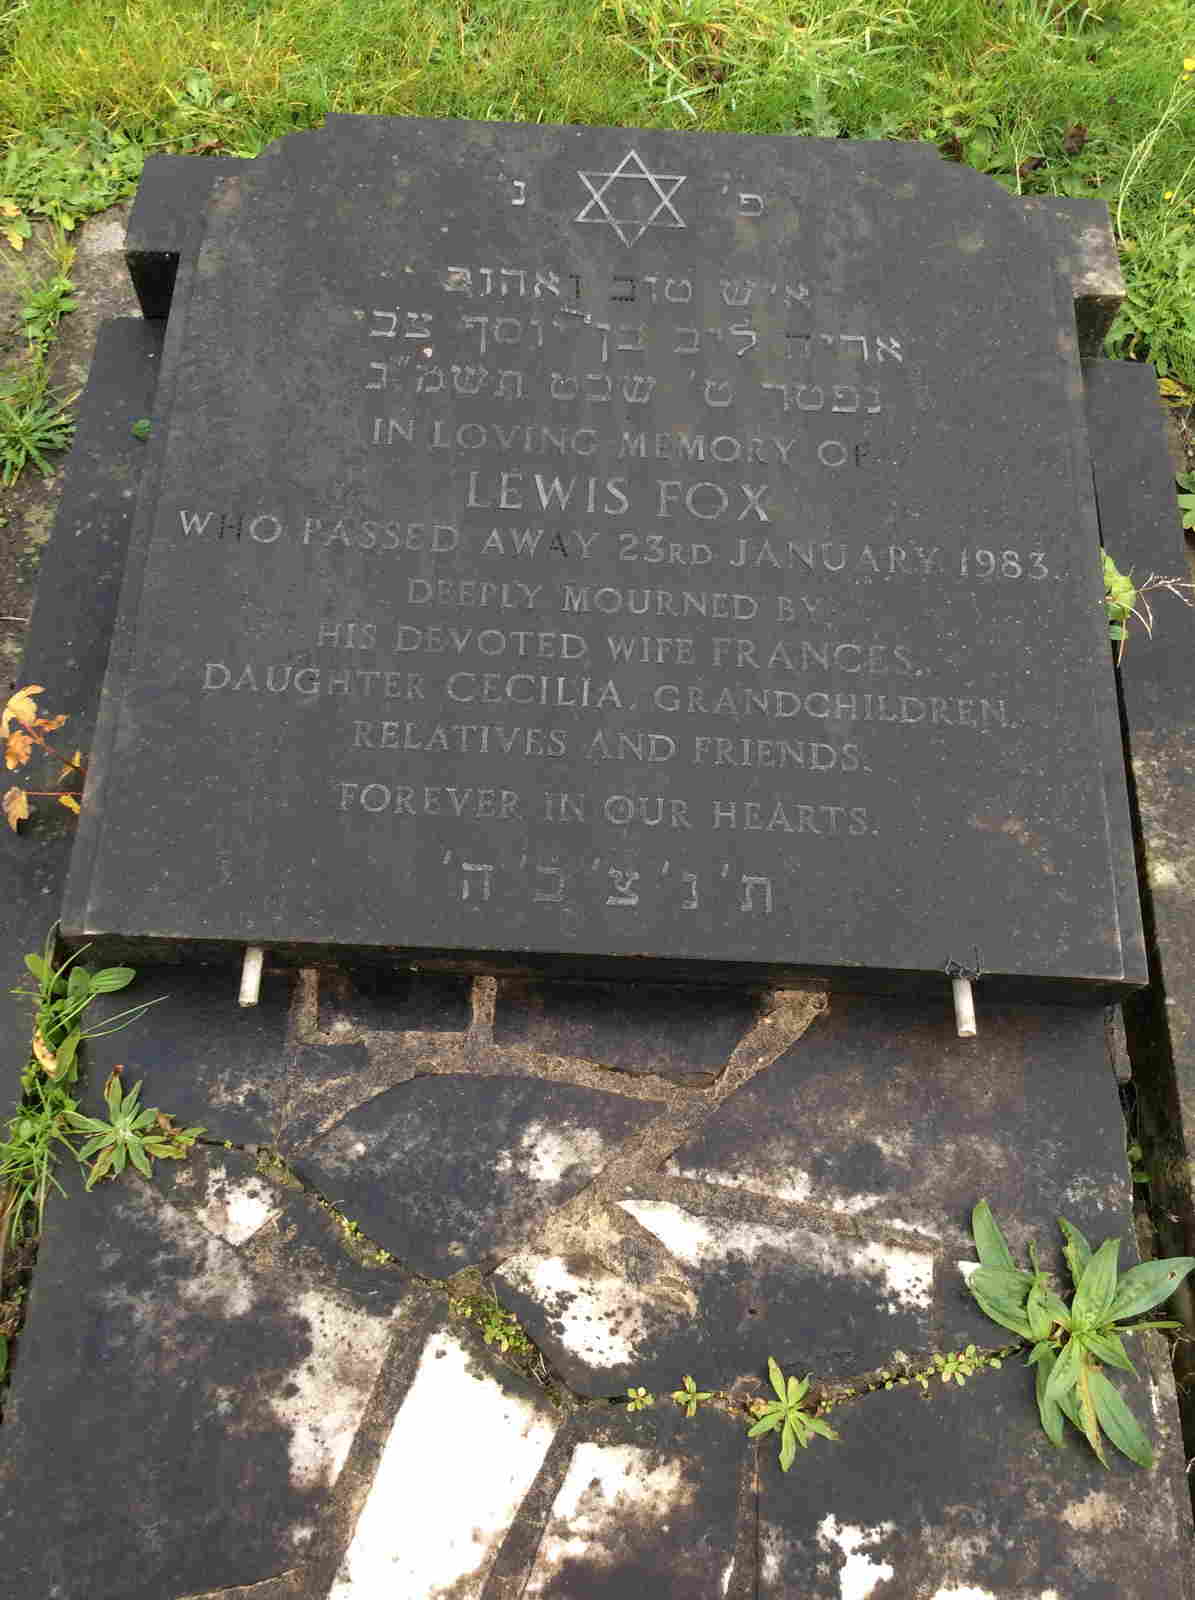 פ' נ'
איש טוב ואהוב
אריה ליב בן יוסף צבי
נפטר ט' שבט תשמ"ג
IN LOVING MEMORY OF
LEWIS FOX
WHO PASSED AWAY 23RD JANUARY 1983.
DEEPLY MOURNED BY
HIS DEVOTED WIFE FRANCES,
DAUGHTER CECILIA, GRANDCHILDREN,
RELATIVES AND FRIENDS.
FOREVER IN OUR HEARTS.
ת' נ' צ' ב' ה'